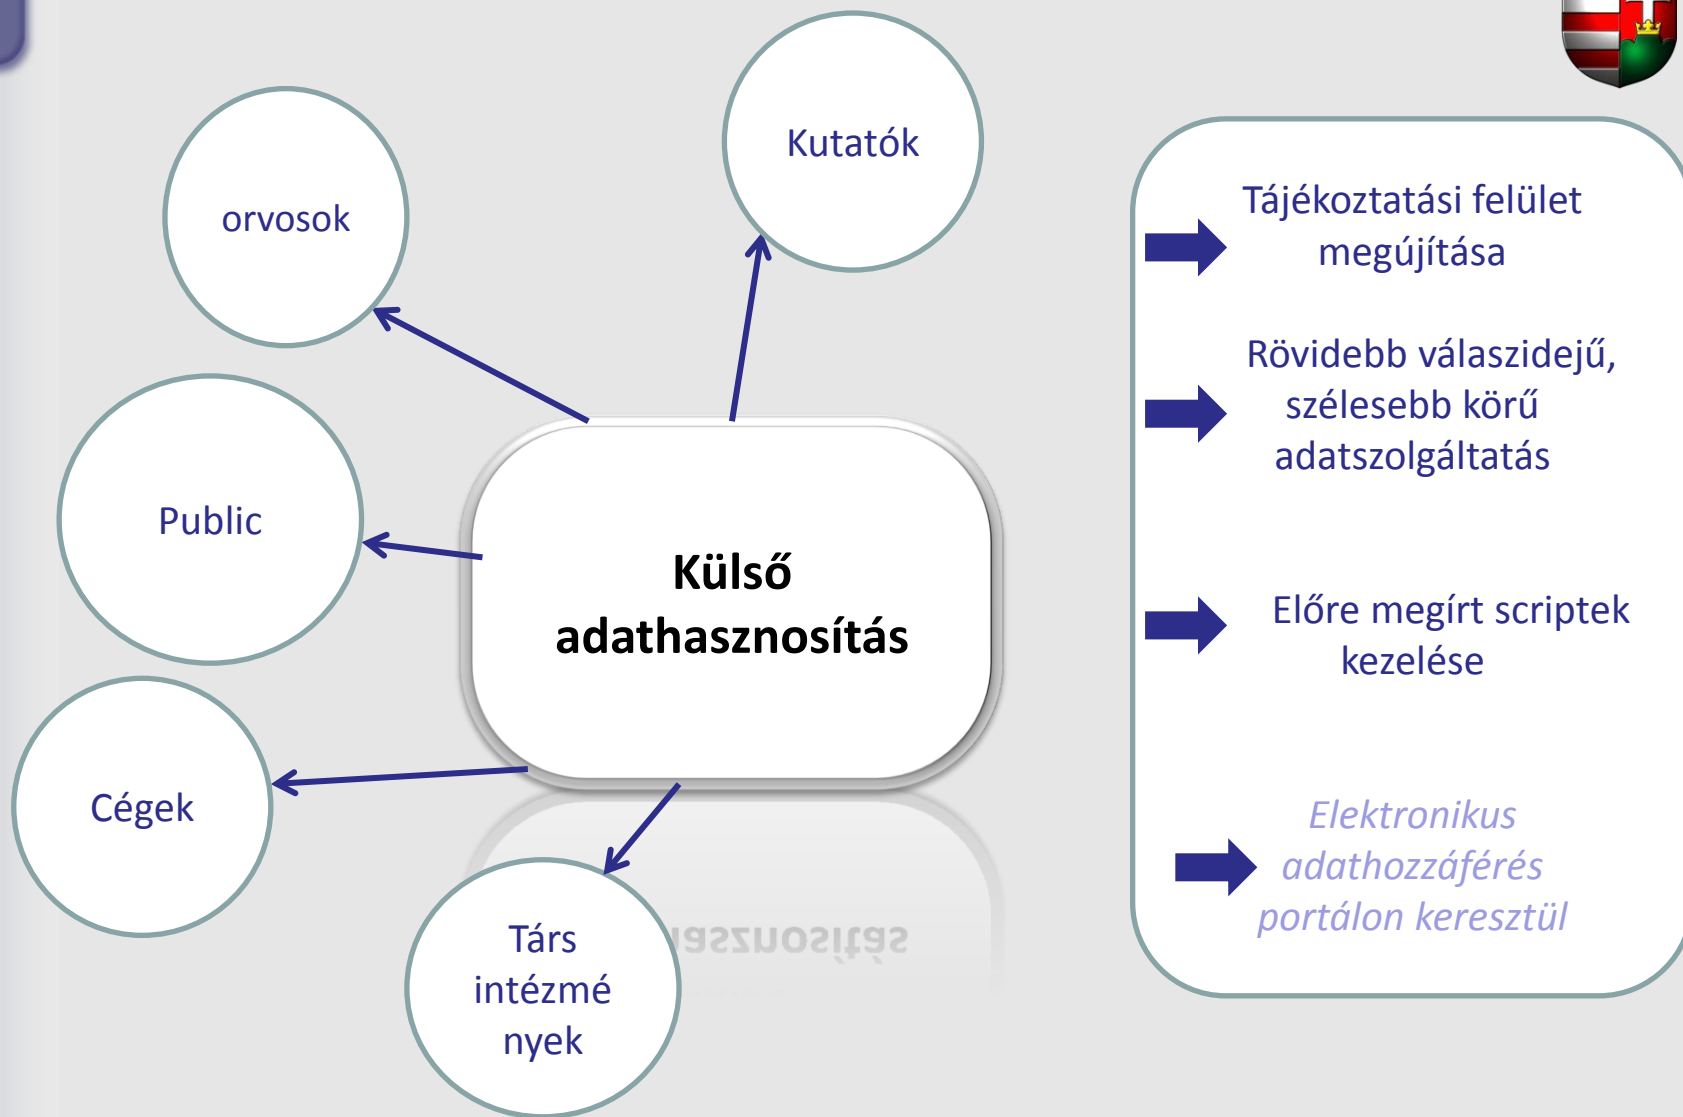 Kutatók
orvosok
Public
Cégek
Társ
intézmé
nyek
Külső
adathasznosítás
Tájékoztatási felület
megújítása
Rövidebb válaszidejű,
szélesebb körű
adatszolgáltatás
Előre megírt scriptek
kezelése
Elektronikus
adathozzáférés
portálon keresztül